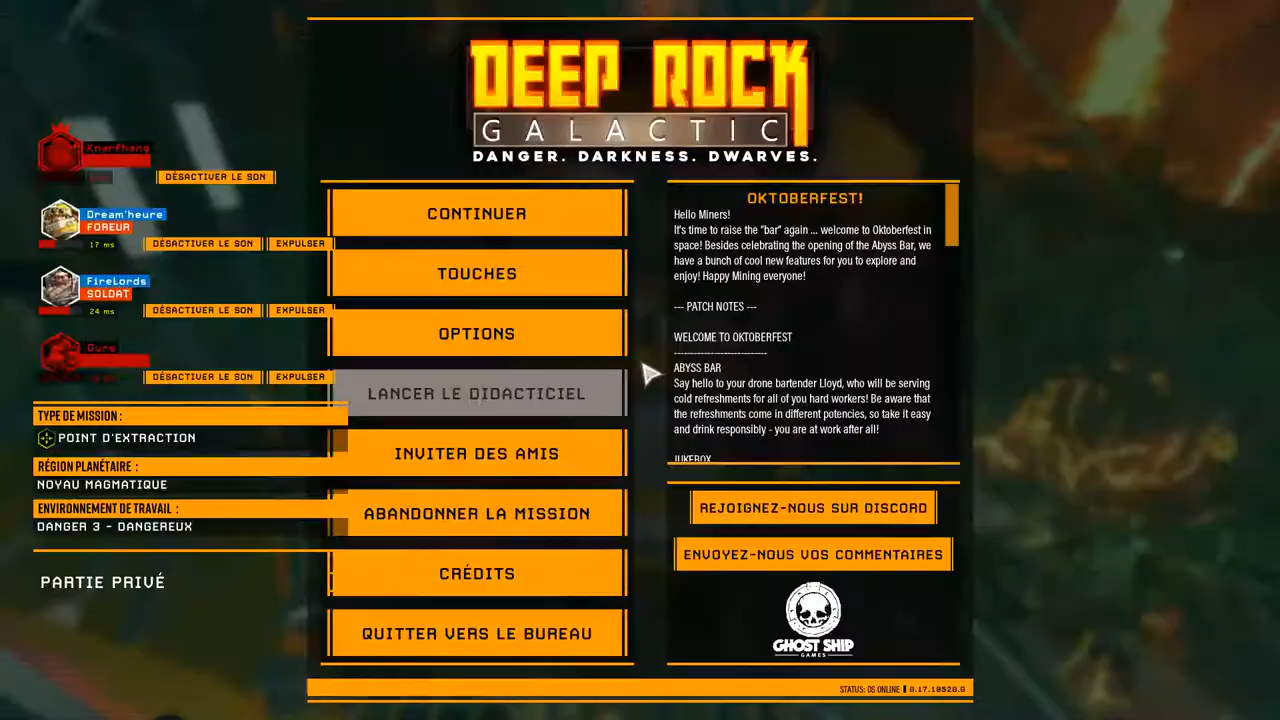 DEEP ROCK
GALACTIC
DANGER. DARKNESS. DWARVES.
Knarfhang
DÉSACTIVER LE SON
Dream'heure
FOREUR
17 ms
DÉSACTIVER LE SON
EXPULSER
FireLords
SOLDAT
24 ms
DÉSACTIVER LE SON
EXPULSER
DÉSACTIVER LE SON
EXPULSER
TYPE DE MISSION :
POINT D'EXTRACTION
RÉGION PLANÉTAIRE :
NOYAU MAGMATIQUE
ENVIRONNEMENT DE TRAVAIL :
DANGER 3 - DANGEREUX
PARTIE PRIVÉ
CONTINUER
TOUCHES
OPTIONS
LANCER LE DIDACTICIEL
INVITER DES AMIS
ABANDONNER LA MISSION
CRÉDITS
QUITTER VERS LE BUREAU
OKTOBERFEST!
Hello Miners!
It's time to raise the "bar" again ... welcome to Oktoberfest in
space! Besides celebrating the opening of the Abyss Bar, we
have a bunch of cool new features for you to explore and
enjoy! Happy Mining everyone!
--- PATCH NOTES ---
WELCOME TO OKTOBERFEST
----------------------------
ABYSS BAR
Say hello to your drone bartender Lloyd, who will be serving
cold refreshments for all of you hard workers! Be aware that
the refreshments come in different potencies, so take it easy
and drink responsibly - you are at work after all!
JUKEBOX
REJOIGNEZ-NOUS SUR DISCORD
ENVOYEZ-NOUS VOS COMMENTAIRES
GHOST SHIP
GAMES
STATUS: OS ONLINE | 0.17.18520.0